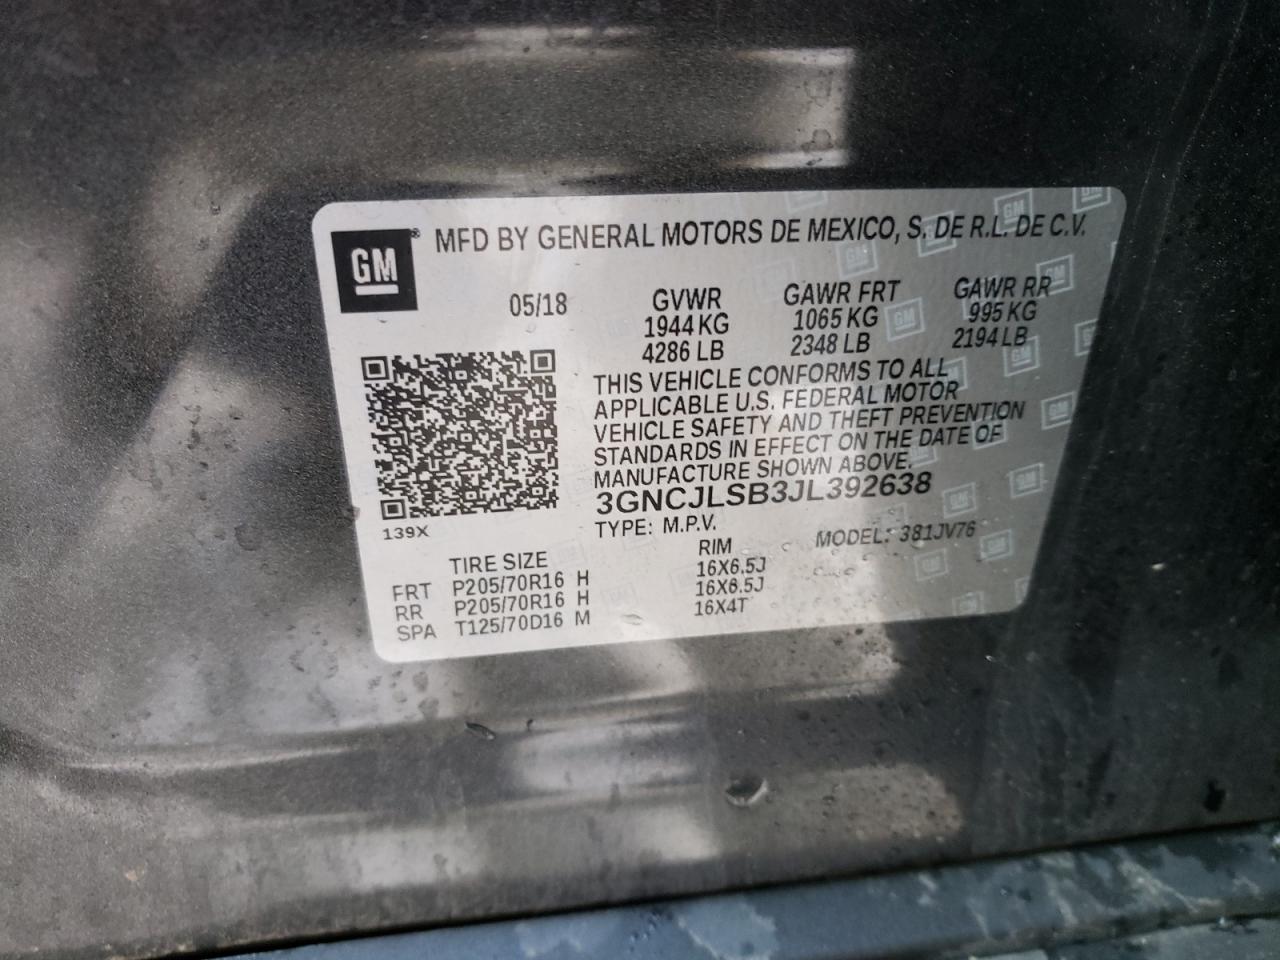 GM ® MFD BY GENERAL MOTORS DE MEXICO, S. DE R.L. DE C.V.
05/18 GVWR GAWR FRT GAWR RR
1944 KG 1065 KG 995 KG
4286 LB 2348 LB 2194 LB
THIS VEHICLE CONFORMS TO ALL
APPLICABLE U.S. FEDERAL MOTOR
VEHICLE SAFETY AND THEFT PREVENTION
STANDARDS IN EFFECT ON THE DATE OF
MANUFACTURE SHOWN ABOVE.
3GNCJLSB3JL392638
139X TYPE: M.P.V. MODEL: 381JV76
TIRE SIZE RIM
FRT P205/70R16 H 16X6.5J
RR P205/70R16 H 16X6.5J
SPA T125/70D16 M 16X4T